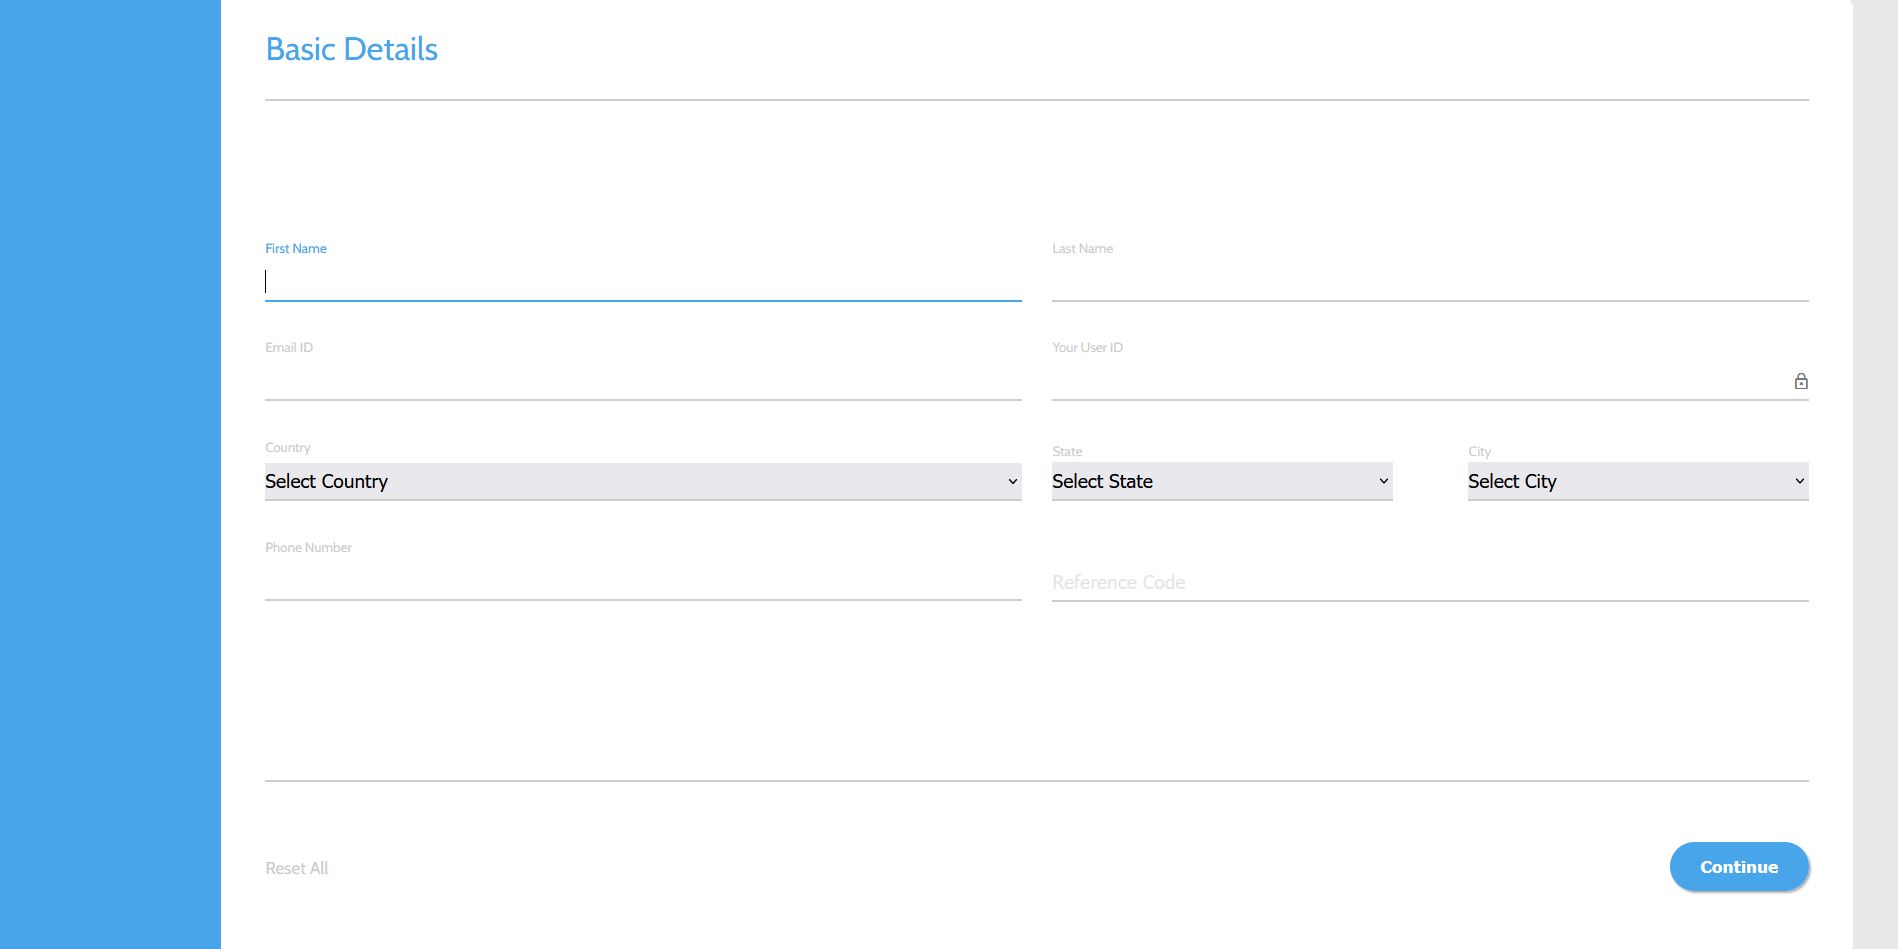 Basic Details
First Name
Last Name
Email ID
Your User ID
Country
State
City
Select Country
Select State
Select City
Phone Number
Reference Code
Reset All
Continue